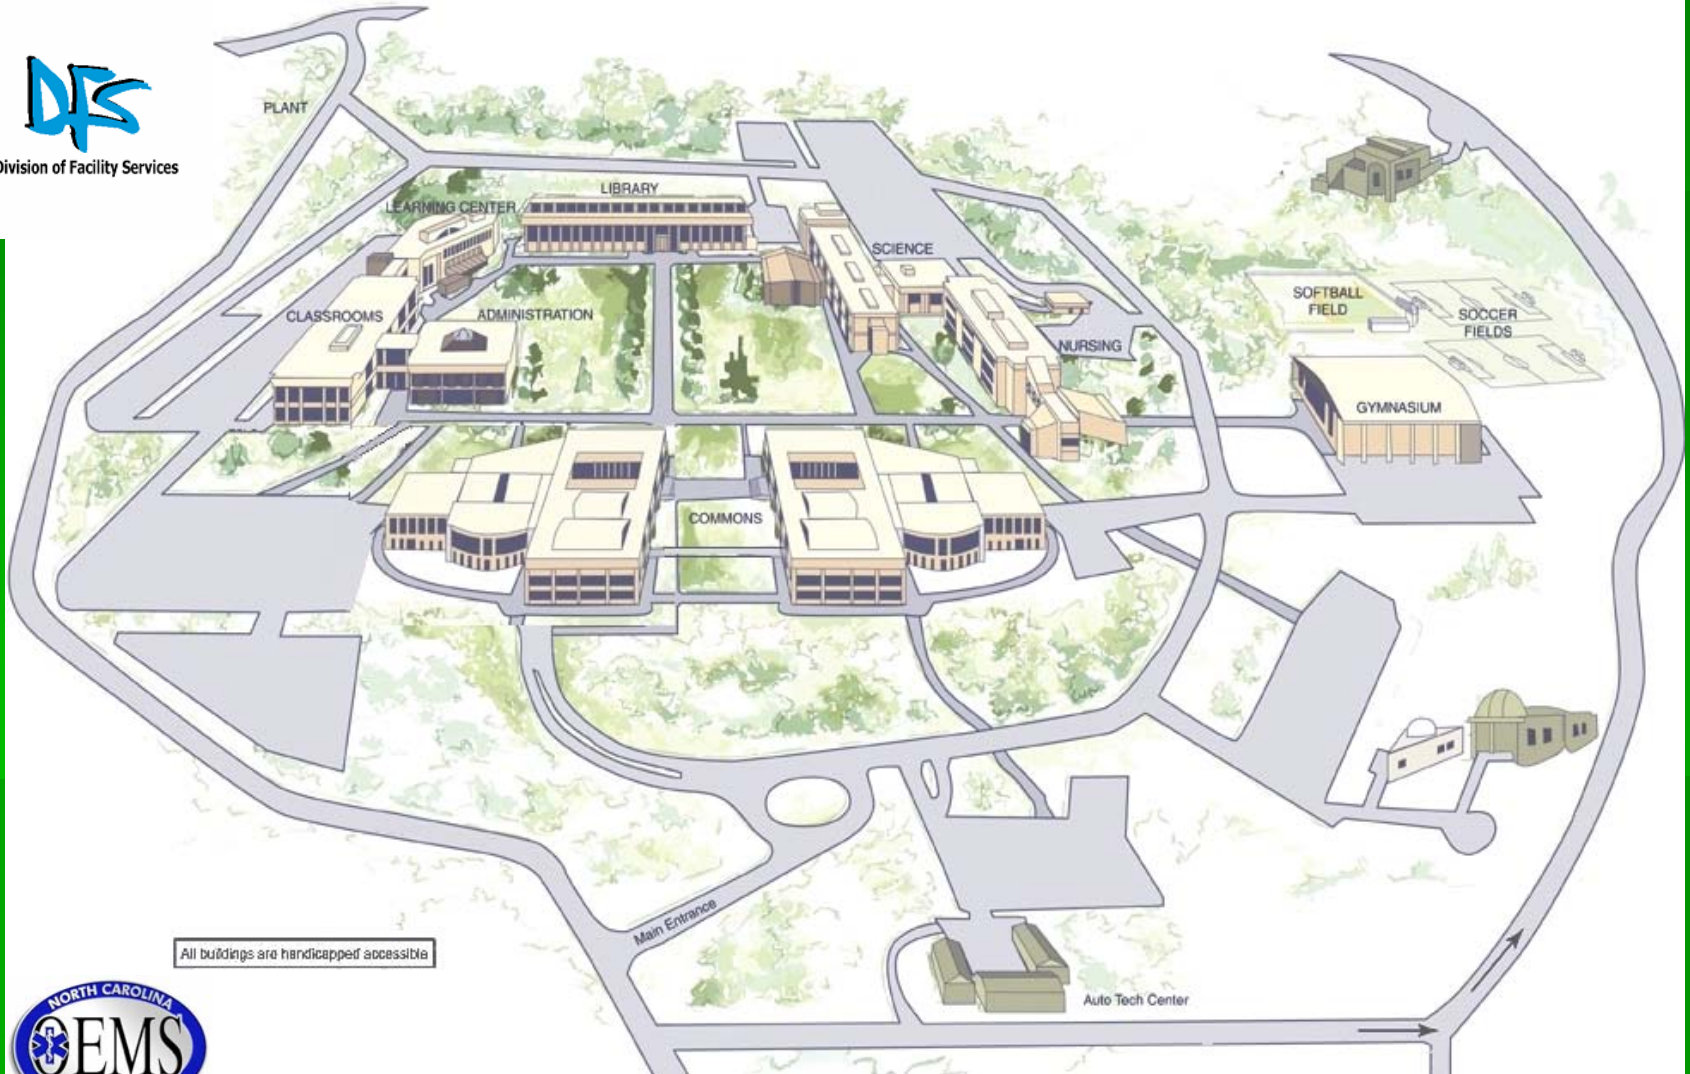 DFS
Division of Facility Services
PLANT
LIBRARY
LEARNING CENTER
SCIENCE
CLASSROOMS
ADMINISTRATION
NURSING
SOFTBALL
FIELD
SOCCER
FIELDS
GYMNASIUM
COMMONS
Main Entrance
All buildings are handicapped accessible
Auto Tech Center
NORTH CAROLINA
OEMS